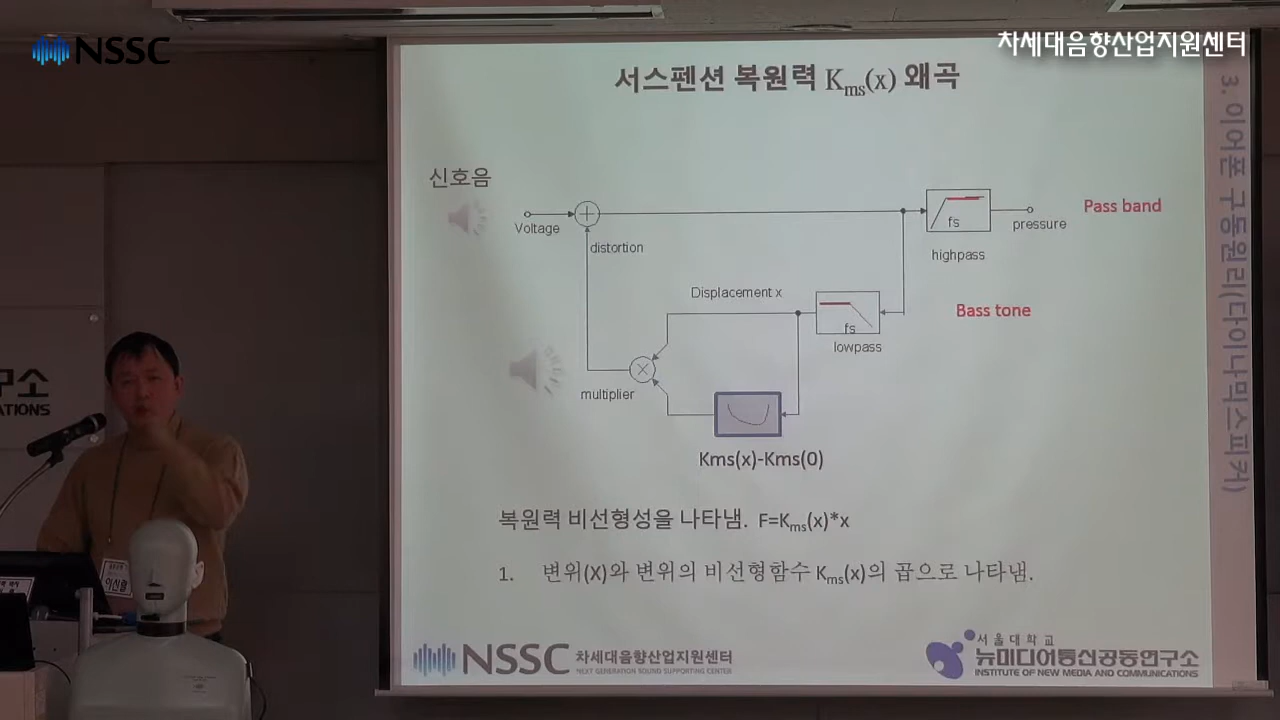 NSSC
차세대음향산업지원센터
서스펜션 복원력 Kms(x) 왜곡
3. 이어폰 구동원리(다이나믹스피커)
신호음
Voltage
distortion
fs
highpass
pressure
Pass band
Displacement x
fs
lowpass
Bass tone
multiplier
Kms(x)-Kms(0)
복원력 비선형성을 나타냄. F=Kms(x)*x
1. 변위(X)와 변위의 비선형함수 Kms(x)의 곱으로 나타냄.
NSSC 차세대음향산업지원센터
NEXT GENERATION SOUND SUPPORTING CENTER
서울대학교
뉴미디어통신공동연구소
INSTITUTE OF NEW MEDIA AND COMMUNICATIONS
구소
ATIONS